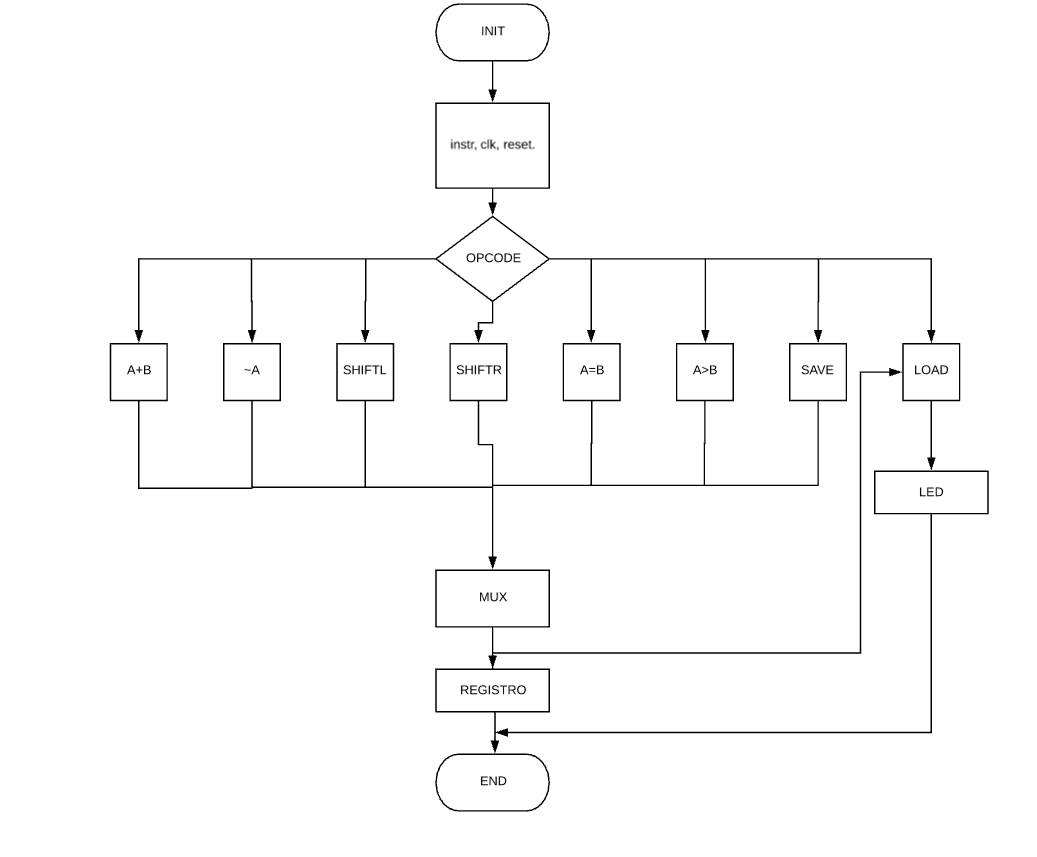 INIT
instr, clk, reset.
OPCODE
A+B
~A
SHIFTL
SHIFTR
A=B
A>B
SAVE
LOAD
LED
MUX
REGISTRO
END